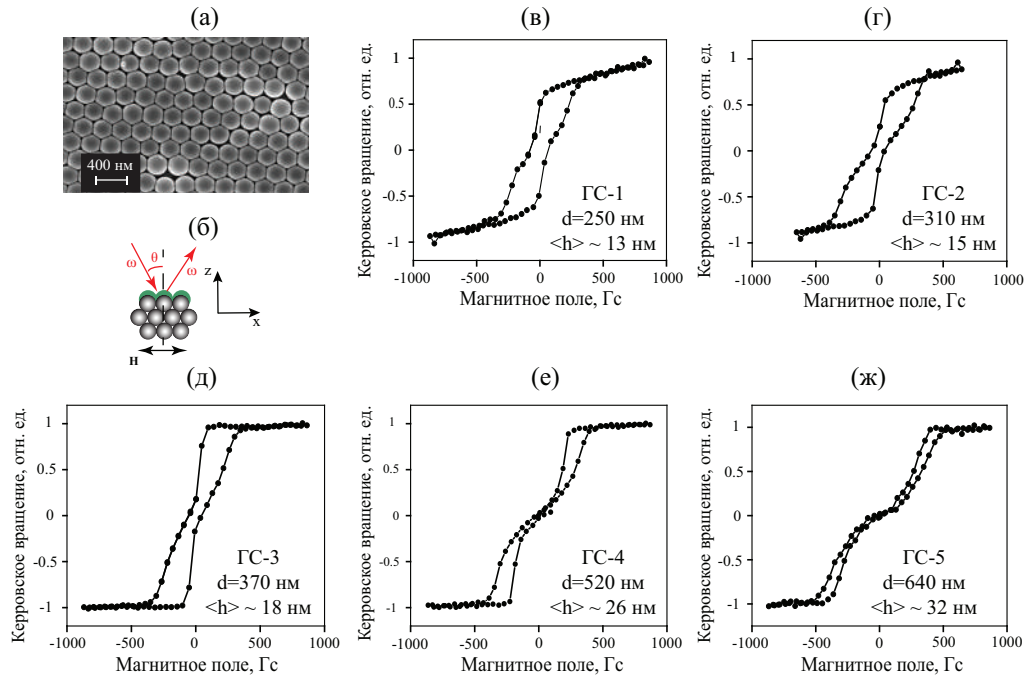 (а)
400 нм
(б)
ω
θ
ω
z
x
H
(в)
Керровское вращение, отн. ед.
1
0.5
0
-0.5
-1
ГС-1
d=250 нм
<h> ~ 13 нм
-1000 -500 0 500 1000
Магнитное поле, Гс
(г)
Керровское вращение, отн. ед.
1
0.5
0
-0.5
-1
ГС-2
d=310 нм
<h> ~ 15 нм
-1000 -500 0 500 1000
Магнитное поле, Гс
(д)
Керровское вращение, отн. ед.
1
0.5
0
-0.5
-1
ГС-3
d=370 нм
<h> ~ 18 нм
-1000 -500 0 500 1000
Магнитное поле, Гс
(е)
Керровское вращение, отн. ед.
1
0.5
0
-0.5
-1
ГС-4
d=520 нм
<h> ~ 26 нм
-1000 -500 0 500 1000
Магнитное поле, Гс
(ж)
Керровское вращение, отн. ед.
1
0.5
0
-0.5
-1
ГС-5
d=640 нм
<h> ~ 32 нм
-1000 -500 0 500 1000
Магнитное поле, Гс